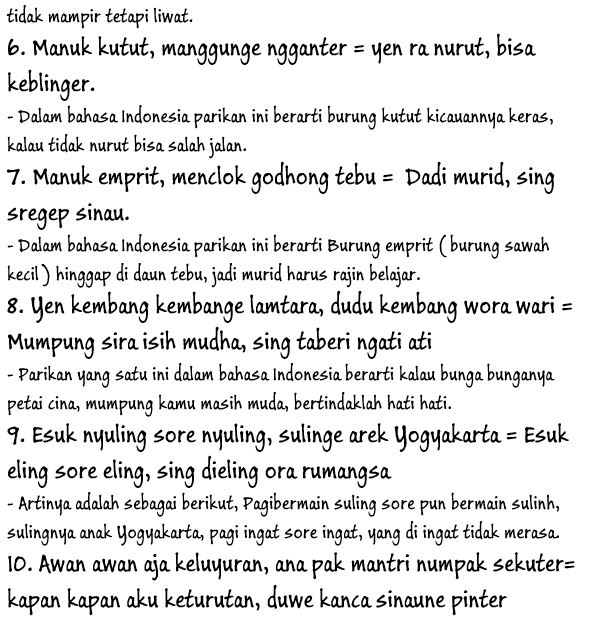 tidak mampir tetapi liwat.
6. Manuk kutut, manggunge ngganter = yen ra nurut, bisa
keblinger.
- Dalam bahasa Indonesia parikan ini berarti burung kutut kicauannya keras,
kalau tidak nurut bisa salah jalan.
7. Manuk emprit, menclok godhong tebu = Dadi murid, sing
sregep sinau.
- Dalam bahasa Indonesia parikan ini berarti Burung emprit (burung sawah
kecil) hinggap di daun tebu, jadi murid harus rajin belajar.
8. Yen kembang kembange lamtara, dudu kembang wora wari =
Mumpung sira isih mudha, sing taberi ngati ati
- Parikan yang satu ini dalam bahasa Indonesia berarti kalau bunga bunganya
petai cina, mumpung kamu masih muda, bertindaklah hati hati.
9. Esuk nyuling sore nyuling, sulinge arek Yogyakarta = Esuk
eling sore eling, sing dieling ora rumangsa
- Artinya adalah sebagai berikut, Pagibermain suling sore pun bermain sulinh,
sulingnya anak Yogyakarta, pagi ingat sore ingat, yang di ingat tidak merasa.
10. Awan awan aja keluyuran, ana pak mantri numpak sekuter=
kapan kapan aku keturutan, duwe kanca sinaune pinter